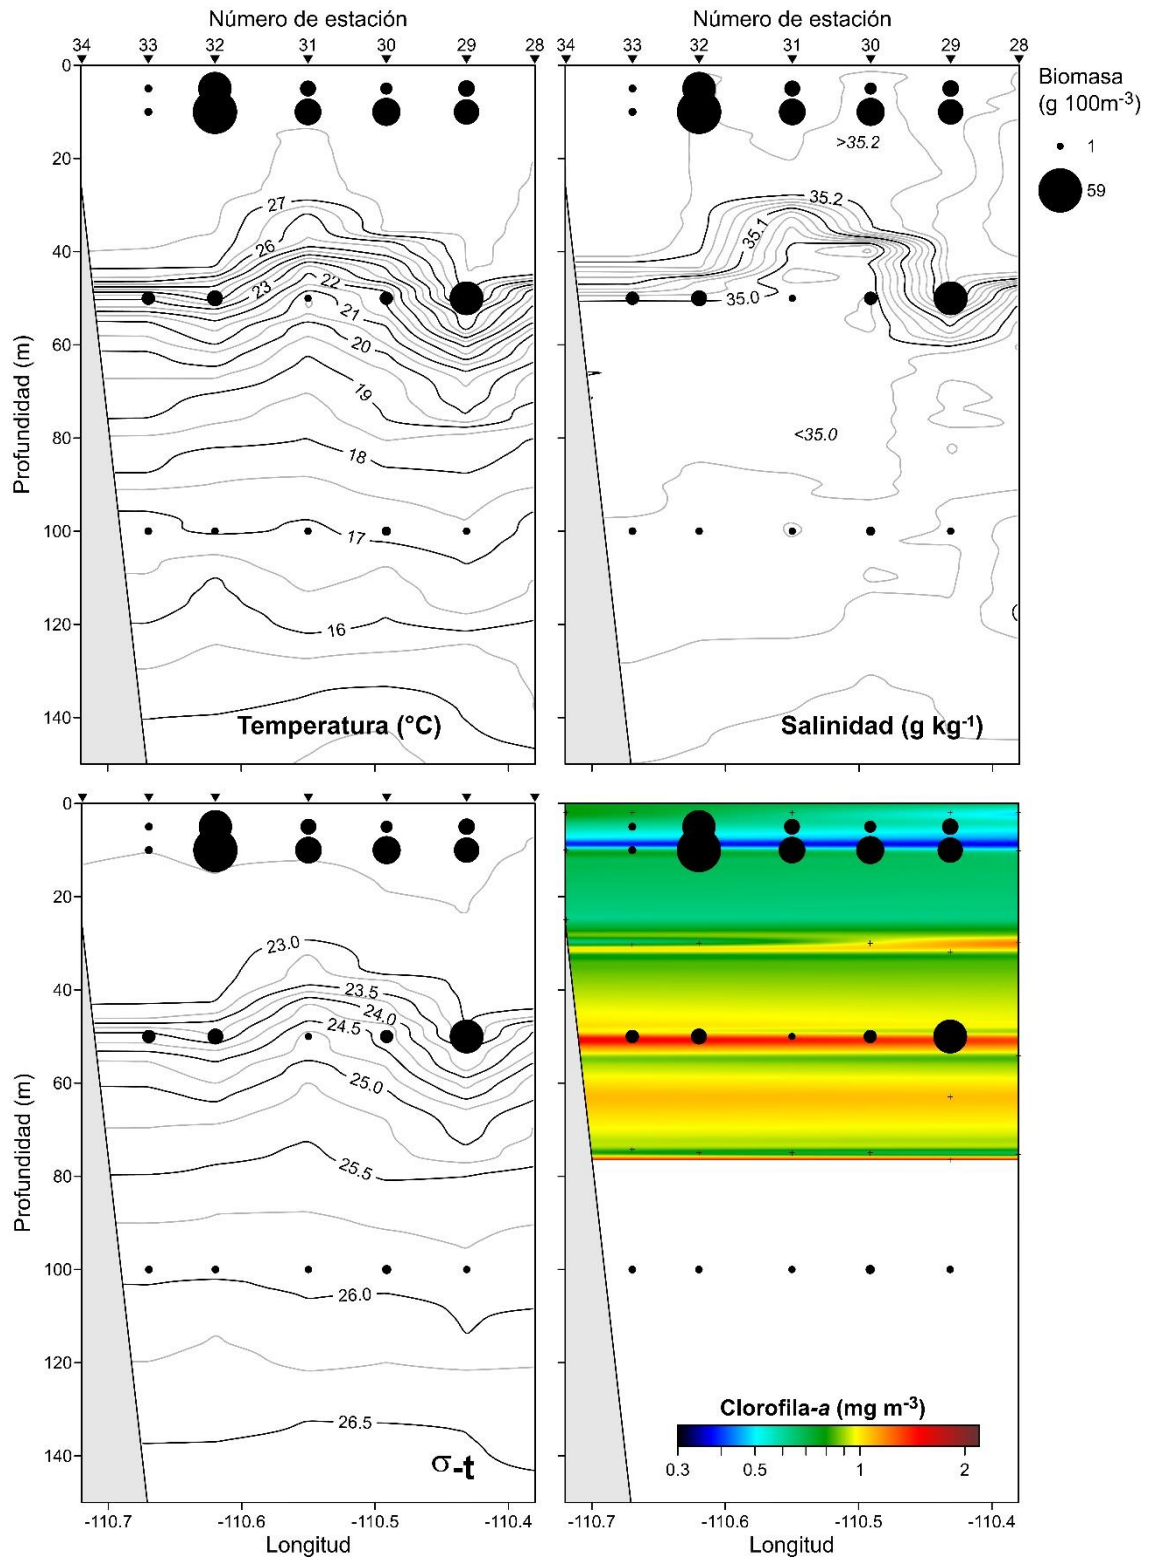 Número de estación
Número de estación
34 33 32 31 30 29 28
34 33 32 31 30 29 28
Biomasa
(g 100m-3)
1
59
Profundidad (m)
0
20
40
60
80
100
120
140
27
26
23
22
21
20
19
18
17
16
Temperatura (°C)
>35.2
35.2
35.1
35.0
<35.0
Salinidad (g kg-1)
Profundidad (m)
0
20
40
60
80
100
120
140
23.0
23.5
24.0
24.5
25.0
25.5
26.0
26.5
σ-t
Clorofila-a (mg m-3)
0.3 0.5 1 2
-110.7 -110.6 -110.5 -110.4
-110.7 -110.6 -110.5 -110.4
Longitud
Longitud